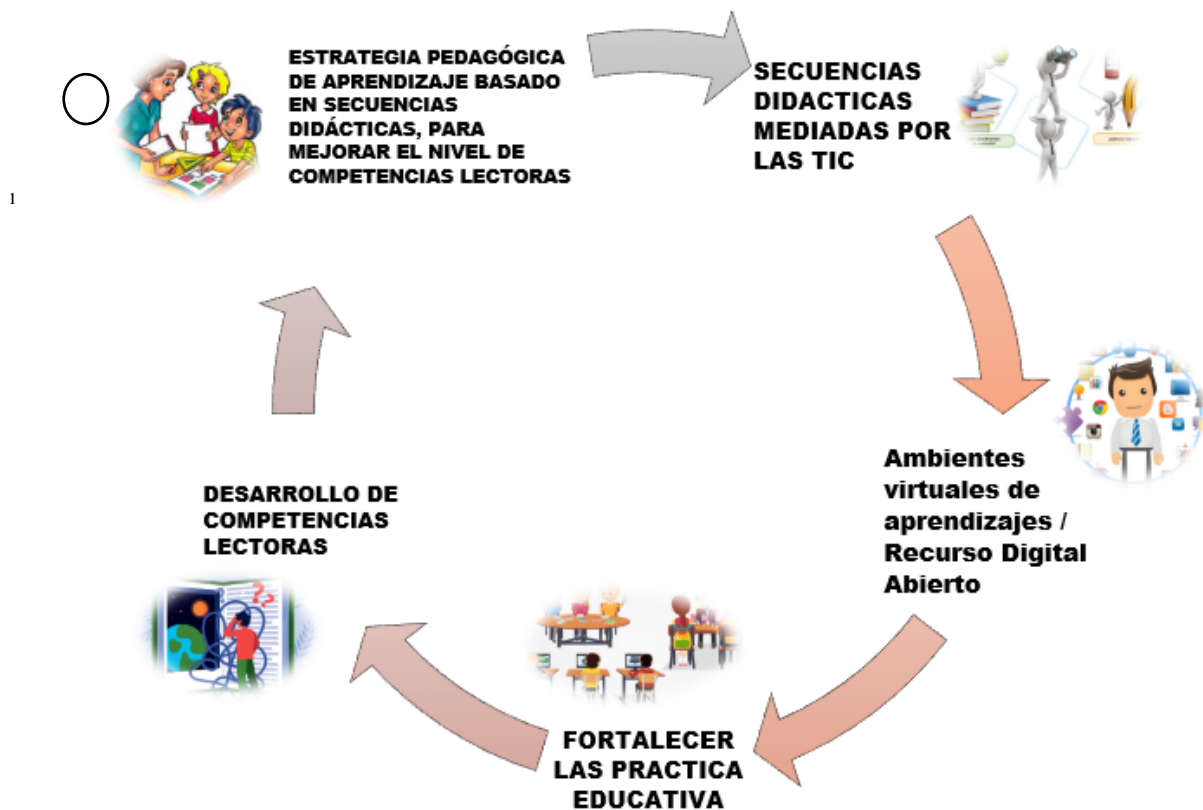 ESTRATEGIA PEDAGÓGICA
DE APRENDIZAJE BASADO
EN SECUENCIAS
DIDÁCTICAS, PARA
MEJORAR EL NIVEL DE
COMPETENCIAS LECTORAS
SECUENCIAS
DIDACTICAS
MEDIADAS POR
LAS TIC
1
Ambientes
virtuales de
aprendizajes /
Recurso Digital
Abierto
DESARROLLO DE
COMPETENCIAS
LECTORAS
??
FORTALECER
LAS PRACTICA
EDUCATIVA